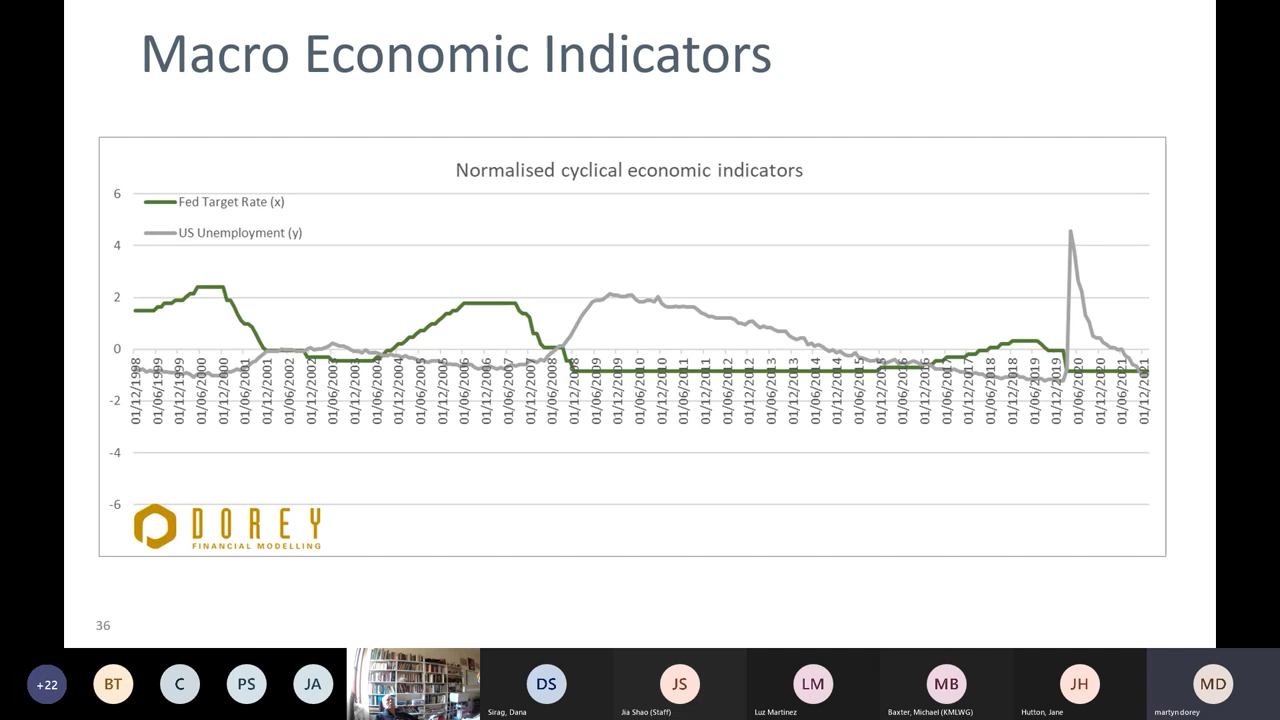 Macro Economic Indicators
Normalised cyclical economic indicators
6
Fed Target Rate (x)
US Unemployment (y)
4
2
0
-2
-4
-6
01/12/1998
01/06/1999
01/12/1999
01/06/2000
01/12/2000
01/06/2001
01/12/2001
01/06/2002
01/12/2002
01/06/2003
01/12/2003
01/06/2004
01/12/2004
01/06/2005
01/12/2005
01/06/2006
01/12/2006
01/06/2007
01/12/2007
01/06/2008
01/12/2008
01/06/2009
01/12/2009
01/06/2010
01/12/2010
01/06/2011
01/12/2011
01/06/2012
01/12/2012
01/06/2013
01/12/2013
01/06/2014
01/12/2014
01/06/2015
01/12/2015
01/06/2016
01/12/2016
01/06/2017
01/12/2017
01/06/2018
01/12/2018
01/06/2019
01/12/2019
01/06/2020
01/12/2020
01/06/2021
01/12/2021
DOREY
FINANCIAL MODELLING
36
+22
BT
C
PS
JA
DS
JS
LM
MB
JH
MD
Sirag, Dana
Jia Shao (Staff)
Luz Martinez
Baxter, Michael (KMLWG)
Hutton, Jane
martyn dorey